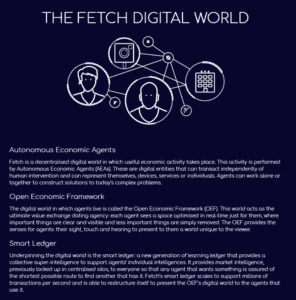 THE FETCH DIGITAL WORLD
Autonomous Economic Agents
Fetch is a decentralised digital world in which useful economic activity takes place. This activity is performed
by Autonomous Economic Agents (AEAs). These are digital entities that can transact independently of
human intervention and can represent themselves, devices, services or individuals. Agents can work alone or
together to construct solutions to today's complex problems.
Open Economic Framework
The digital world in which agents live is called the Open Economic Framework (OEF). This world acts as the
ultimate value exchange dating agency: each agent sees a space optimised in real-time just for them, where
important things are clear and visible and less important things are simply removed. The OEF provides the
senses for agents: their sight, touch and hearing to present to them a world unique to the viewer.
Smart Ledger
Underpinning the digital world is the smart ledger: a new generation of learning ledger that provides a
collective super-intelligence to support agents' individual intelligences. It provides market intelligence,
previously locked up in centralised silos, to everyone so that any agent that wants something is assured of
the shortest possible route to find another that has it. Fetch's smart ledger scales to support millions of
transactions per second and is able to restructure itself to present the OEF's digital world to the agents that
use it.